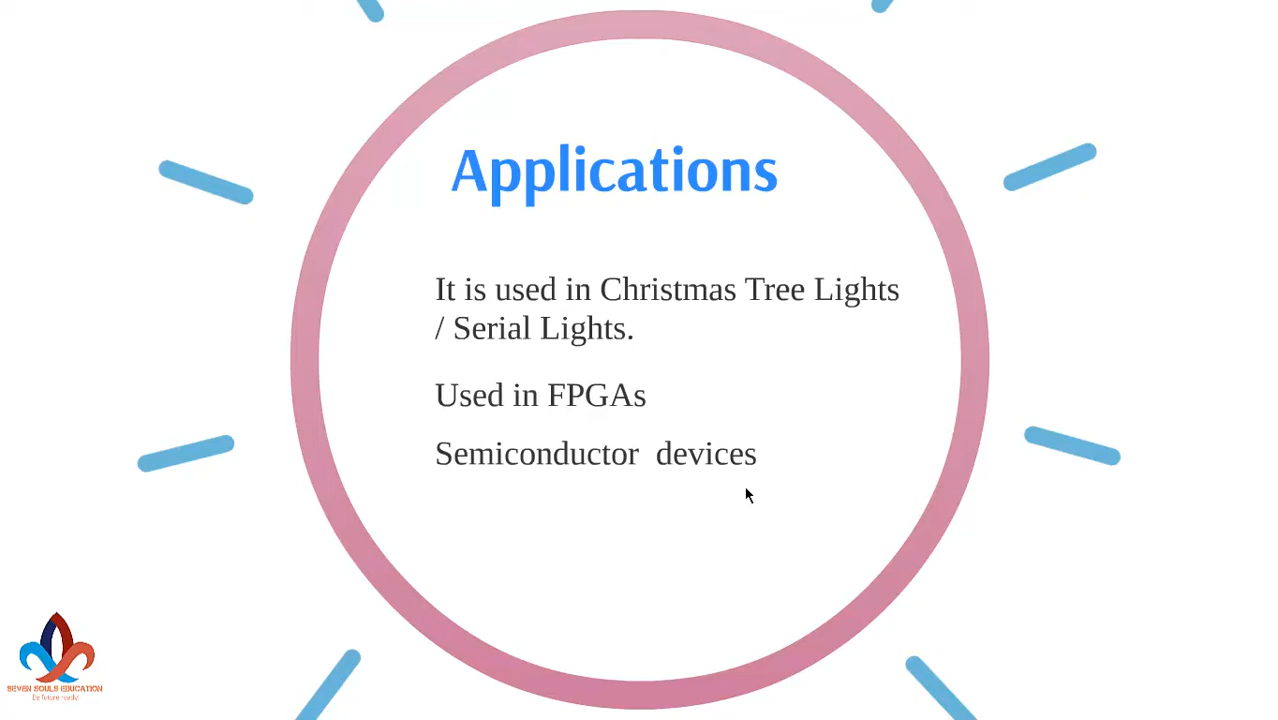 Applications
It is used in Christmas Tree Lights
/ Serial Lights.
Used in FPGAs
Semiconductor devices
SEVEN SOULS EDUCATION